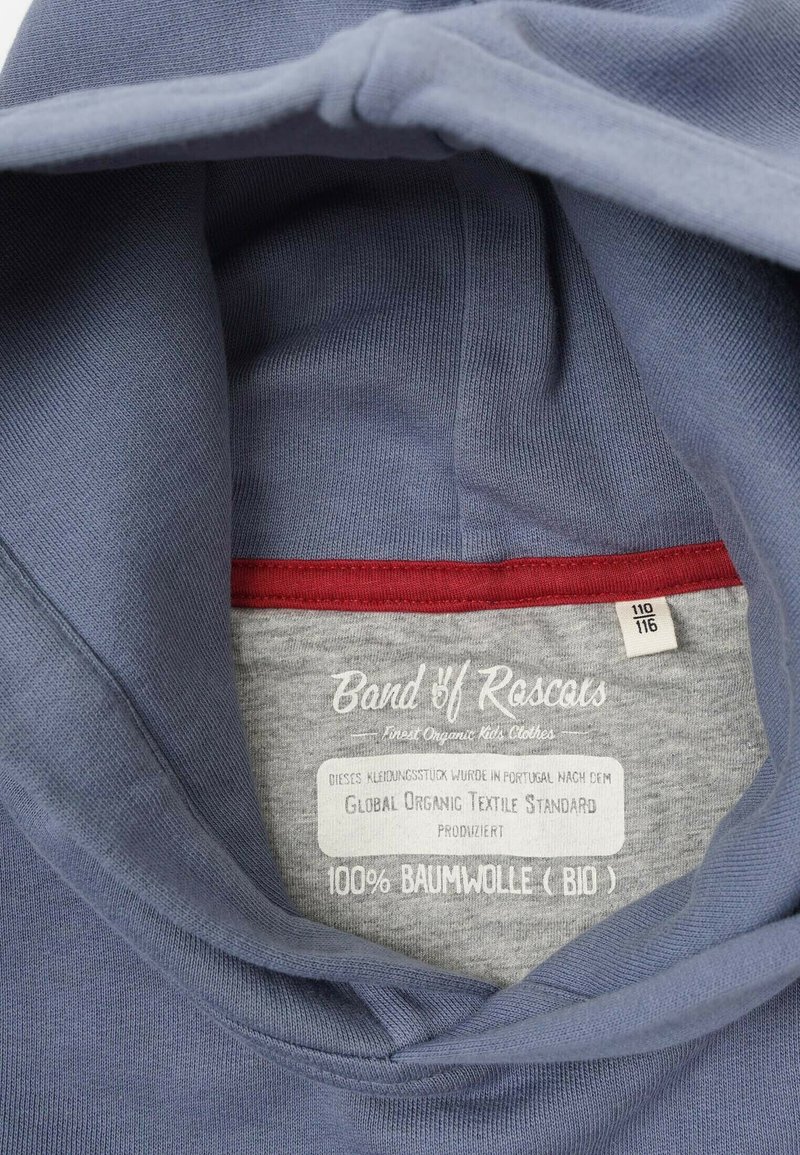 110
116
Band of Rascals
Finest Organic Kids Clothes
DIESES KLEIDUNGSSTÜCK WURDE IN PORTUGAL NACH DEM
GLOBAL ORGANIC TEXTILE STANDARD
PRODUZIERT
100% BAUMWOLLE ( BIO )